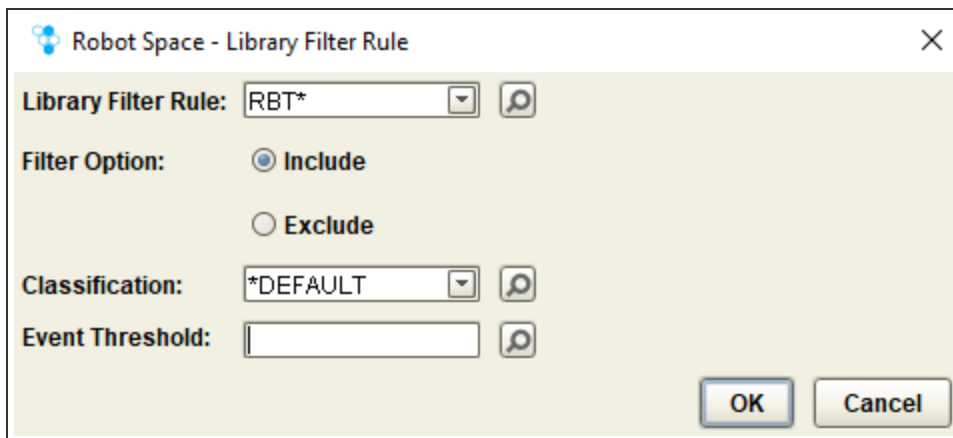 Robot Space - Library Filter Rule
Library Filter Rule: RBT*
Filter Option: Include
Exclude
Classification: *DEFAULT
Event Threshold:
OK Cancel